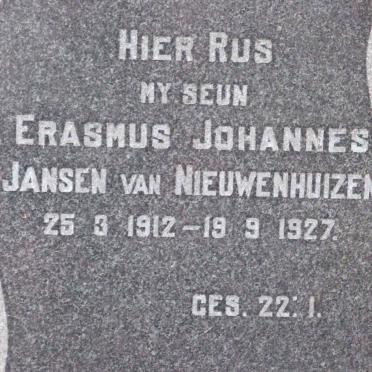 HIER RUS
MY SEUN
ERASMUS JOHANNES
JANSEN VAN NIEUWENHUIZEN
25 3 1912 – 19 9 1927.
GES. 22:1.